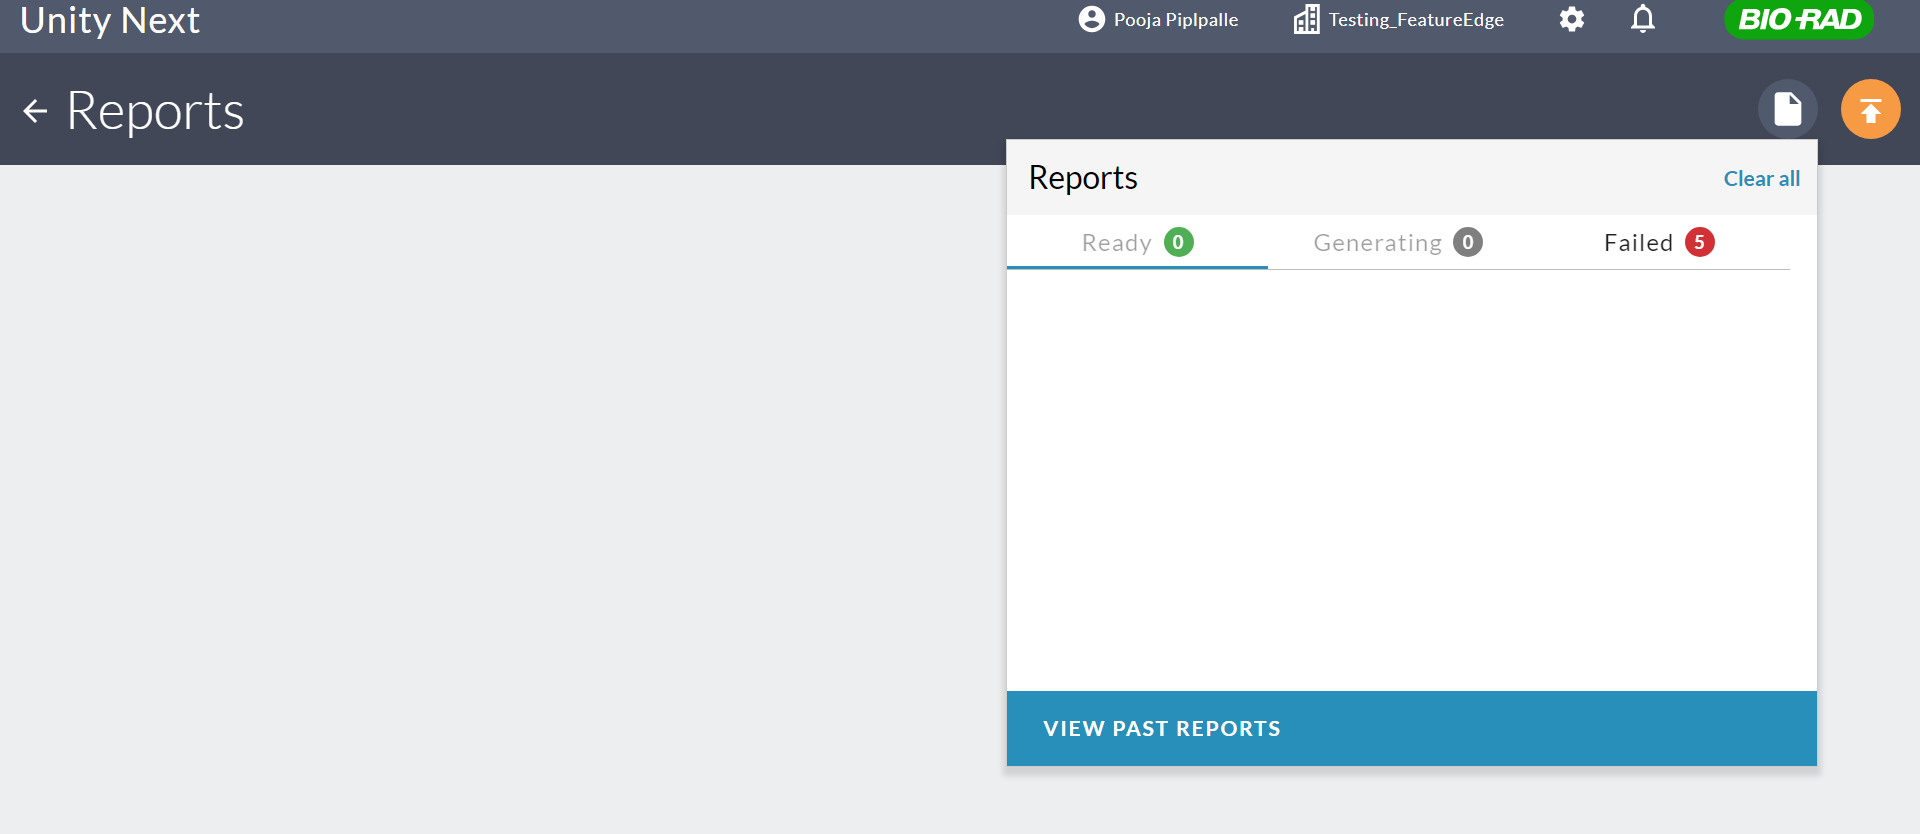 Unity Next
Pooja Piplpalle
Testing_FeatureEdge
BIO-RAD
Reports
Reports
Clear all
Ready 0
Generating 0
Failed 5
VIEW PAST REPORTS